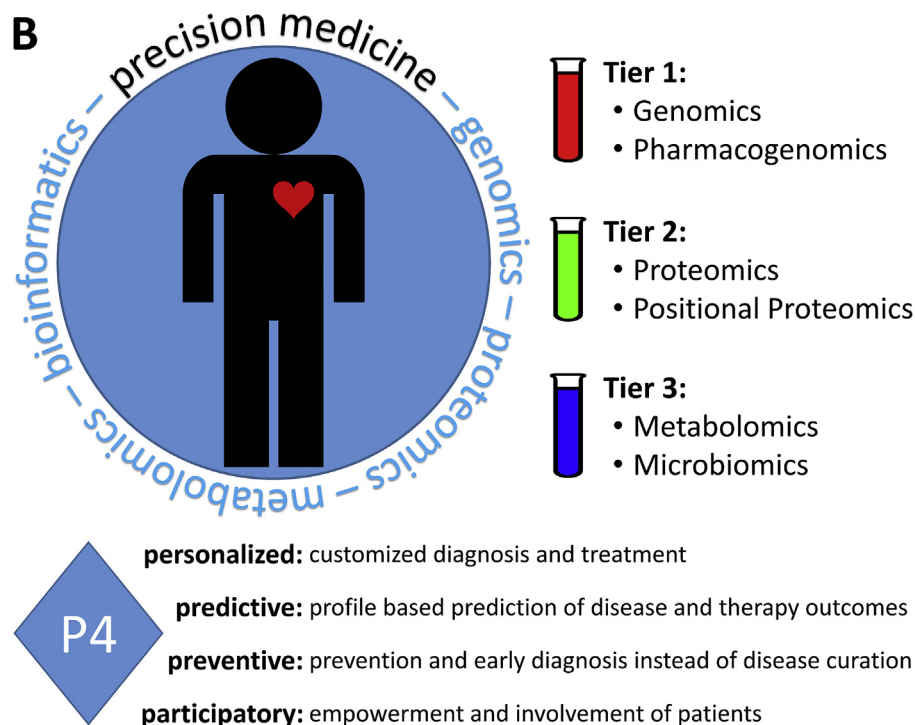 B
precision medicine – genomics – proteomics – metabolomics – bioinformatics –
Tier 1:
• Genomics
• Pharmacogenomics
Tier 2:
• Proteomics
• Positional Proteomics
Tier 3:
• Metabolomics
• Microbiomics
P4
personalized: customized diagnosis and treatment
predictive: profile based prediction of disease and therapy outcomes
preventive: prevention and early diagnosis instead of disease curation
participatory: empowerment and involvement of patients